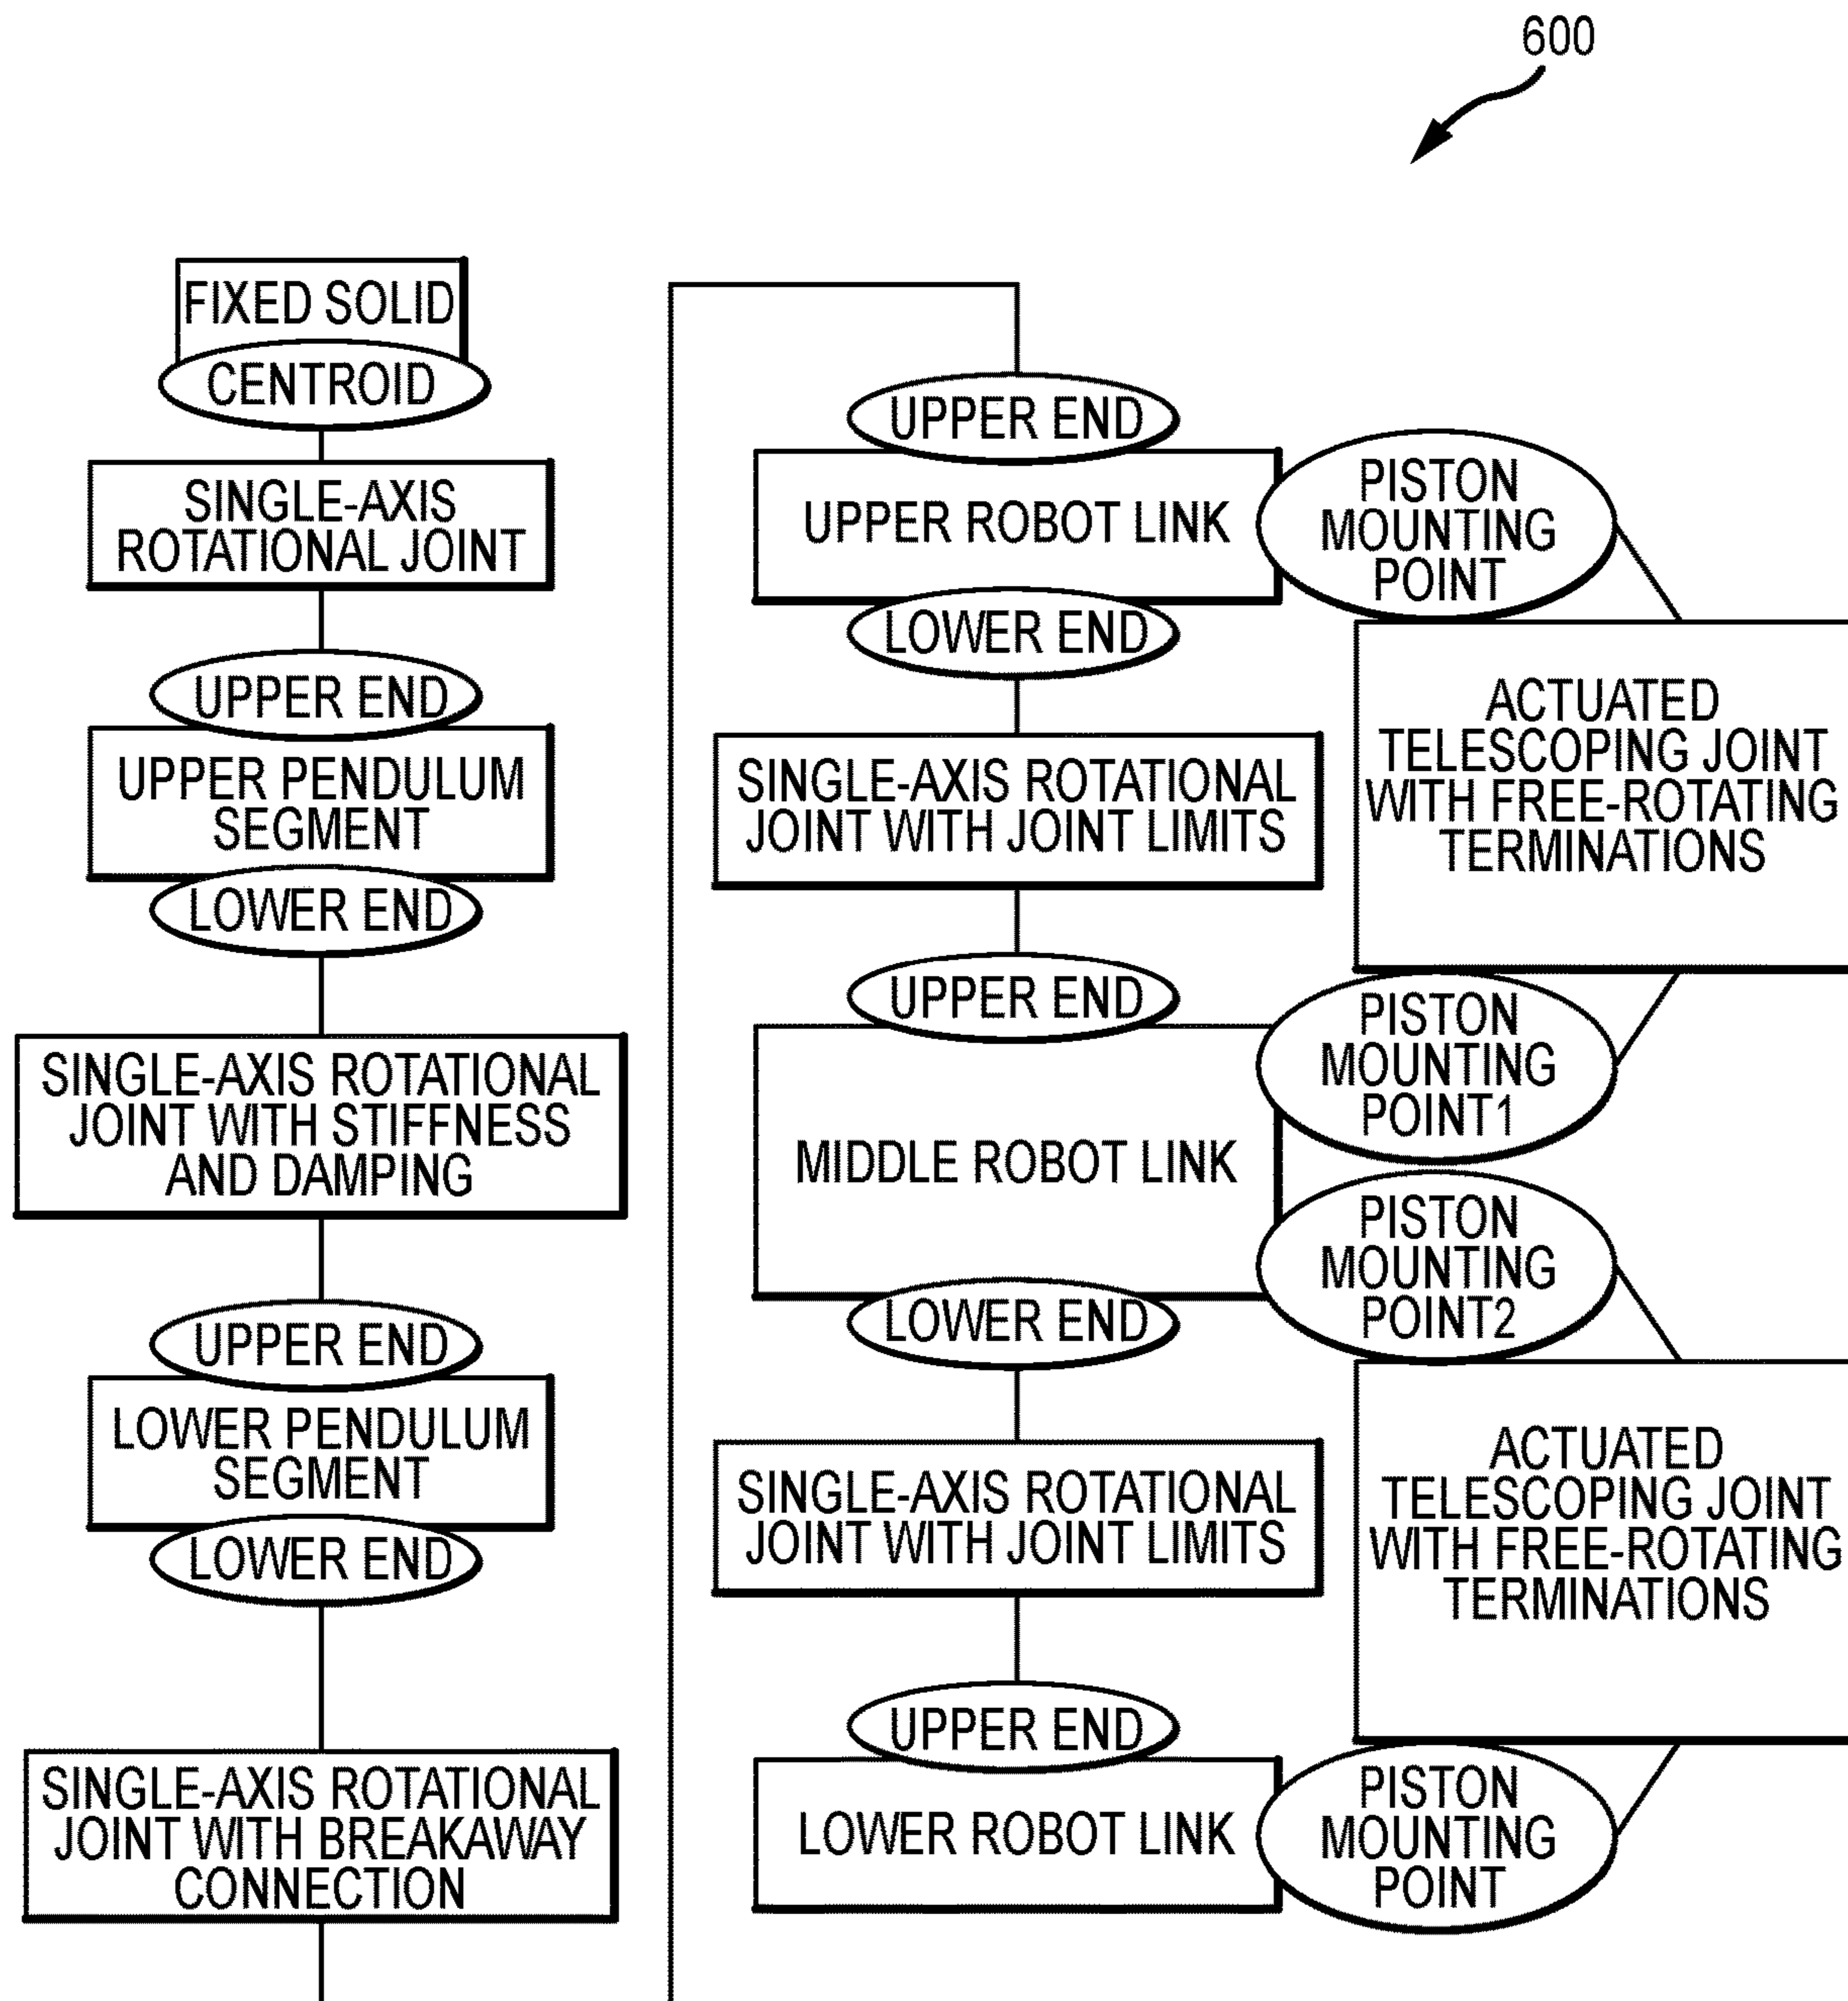 600
FIXED SOLID
CENTROID
SINGLE-AXIS
ROTATIONAL JOINT
UPPER END
UPPER PENDULUM
SEGMENT
LOWER END
SINGLE-AXIS ROTATIONAL
JOINT WITH STIFFNESS
AND DAMPING
UPPER END
LOWER PENDULUM
SEGMENT
LOWER END
SINGLE-AXIS ROTATIONAL
JOINT WITH BREAKAWAY
CONNECTION
UPPER END
UPPER ROBOT LINK
LOWER END
PISTON
MOUNTING
POINT
SINGLE-AXIS ROTATIONAL
JOINT WITH JOINT LIMITS
ACTUATED
TELESCOPING JOINT
WITH FREE-ROTATING
TERMINATIONS
UPPER END
MIDDLE ROBOT LINK
LOWER END
PISTON
MOUNTING
POINT1
PISTON
MOUNTING
POINT2
SINGLE-AXIS ROTATIONAL
JOINT WITH JOINT LIMITS
ACTUATED
TELESCOPING JOINT
WITH FREE-ROTATING
TERMINATIONS
UPPER END
LOWER ROBOT LINK
PISTON
MOUNTING
POINT